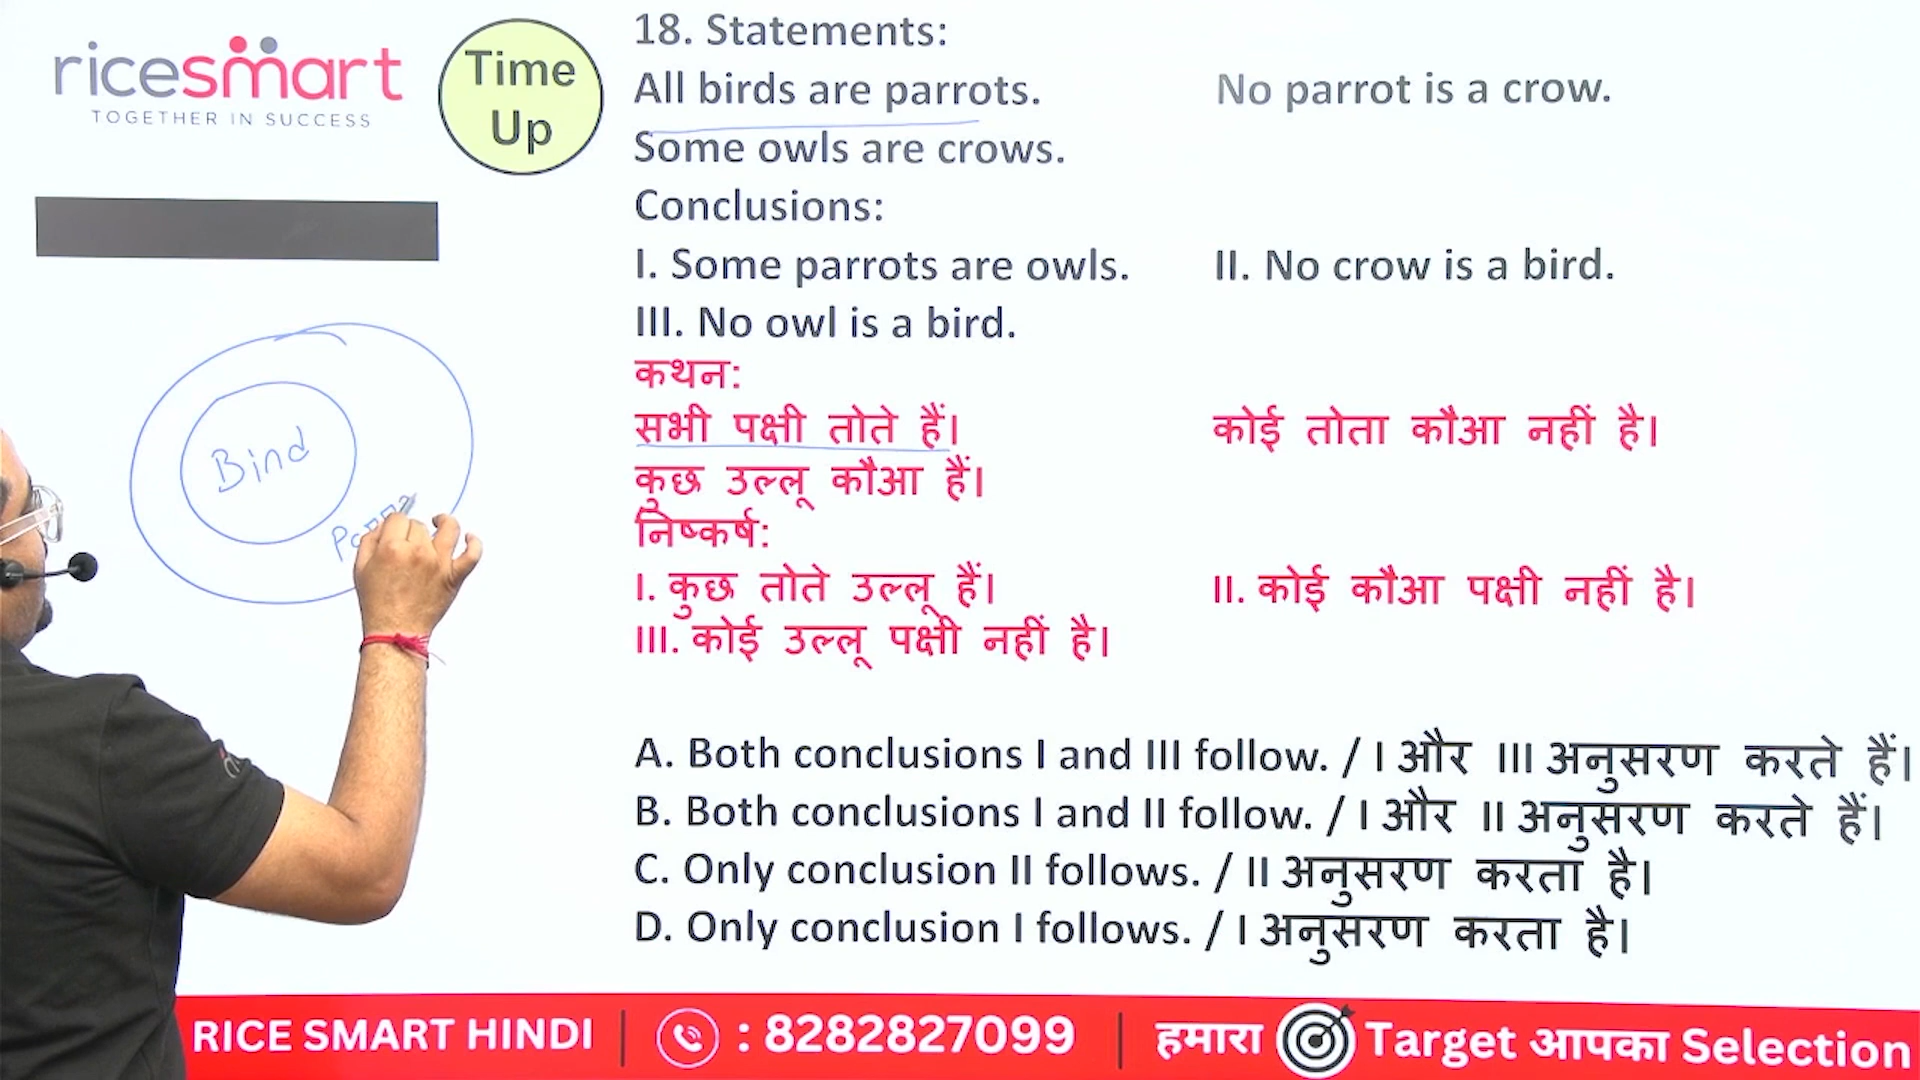 ricesmart
TOGETHER IN SUCCESS
Time
Up
18. Statements:
All birds are parrots. No parrot is a crow.
Some owls are crows.
Conclusions:
I. Some parrots are owls. II. No crow is a bird.
III. No owl is a bird.
कथन:
सभी पक्षी तोते हैं। कोई तोता कौआ नहीं है।
कुछ उल्लू कौआ हैं।
निष्कर्ष:
I. कुछ तोते उल्लू हैं। II. कोई कौआ पक्षी नहीं है।
III. कोई उल्लू पक्षी नहीं है।
A. Both conclusions I and III follow. / I और III अनुसरण करते हैं।
B. Both conclusions I and II follow. / I और II अनुसरण करते हैं।
C. Only conclusion II follows. / II अनुसरण करता है।
D. Only conclusion I follows. / I अनुसरण करता है।
Bird
RICE SMART HINDI : 8282827099 हमारा Target आपका Selection